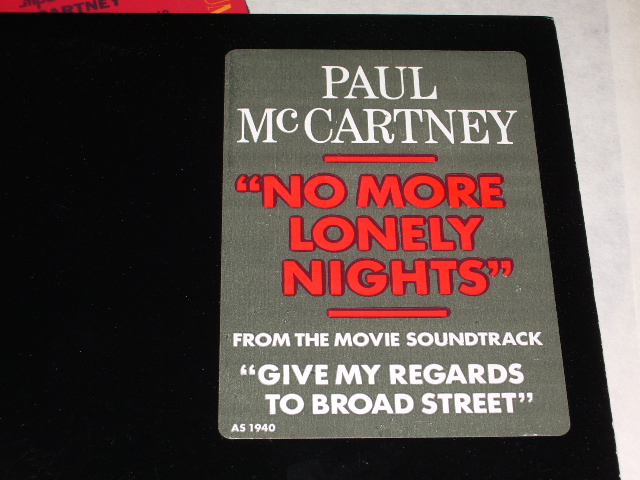 CARTNEY
PAUL
McCARTNEY
"NO MORE
LONELY
NIGHTS"
FROM THE MOVIE SOUNDTRACK
"GIVE MY REGARDS
TO BROAD STREET"
AS 1940